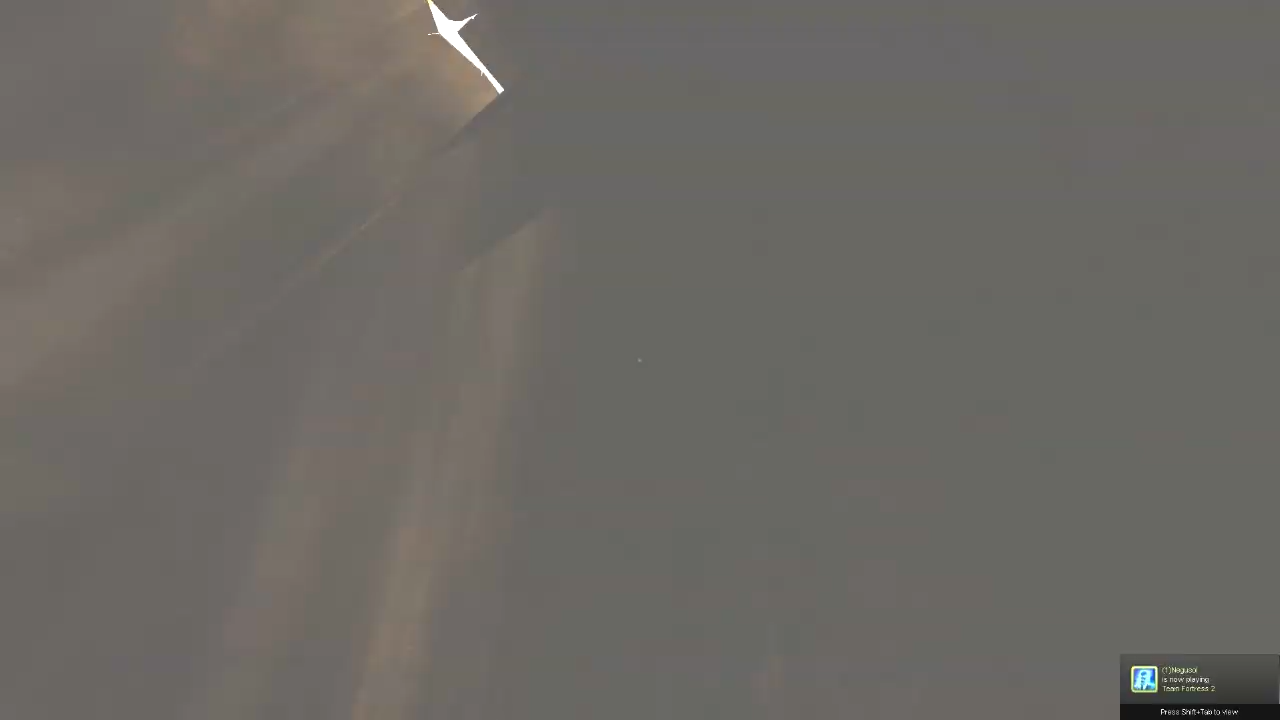 (1)Negusol
is now playing
Team Fortress 2
Press Shift+Tab to view